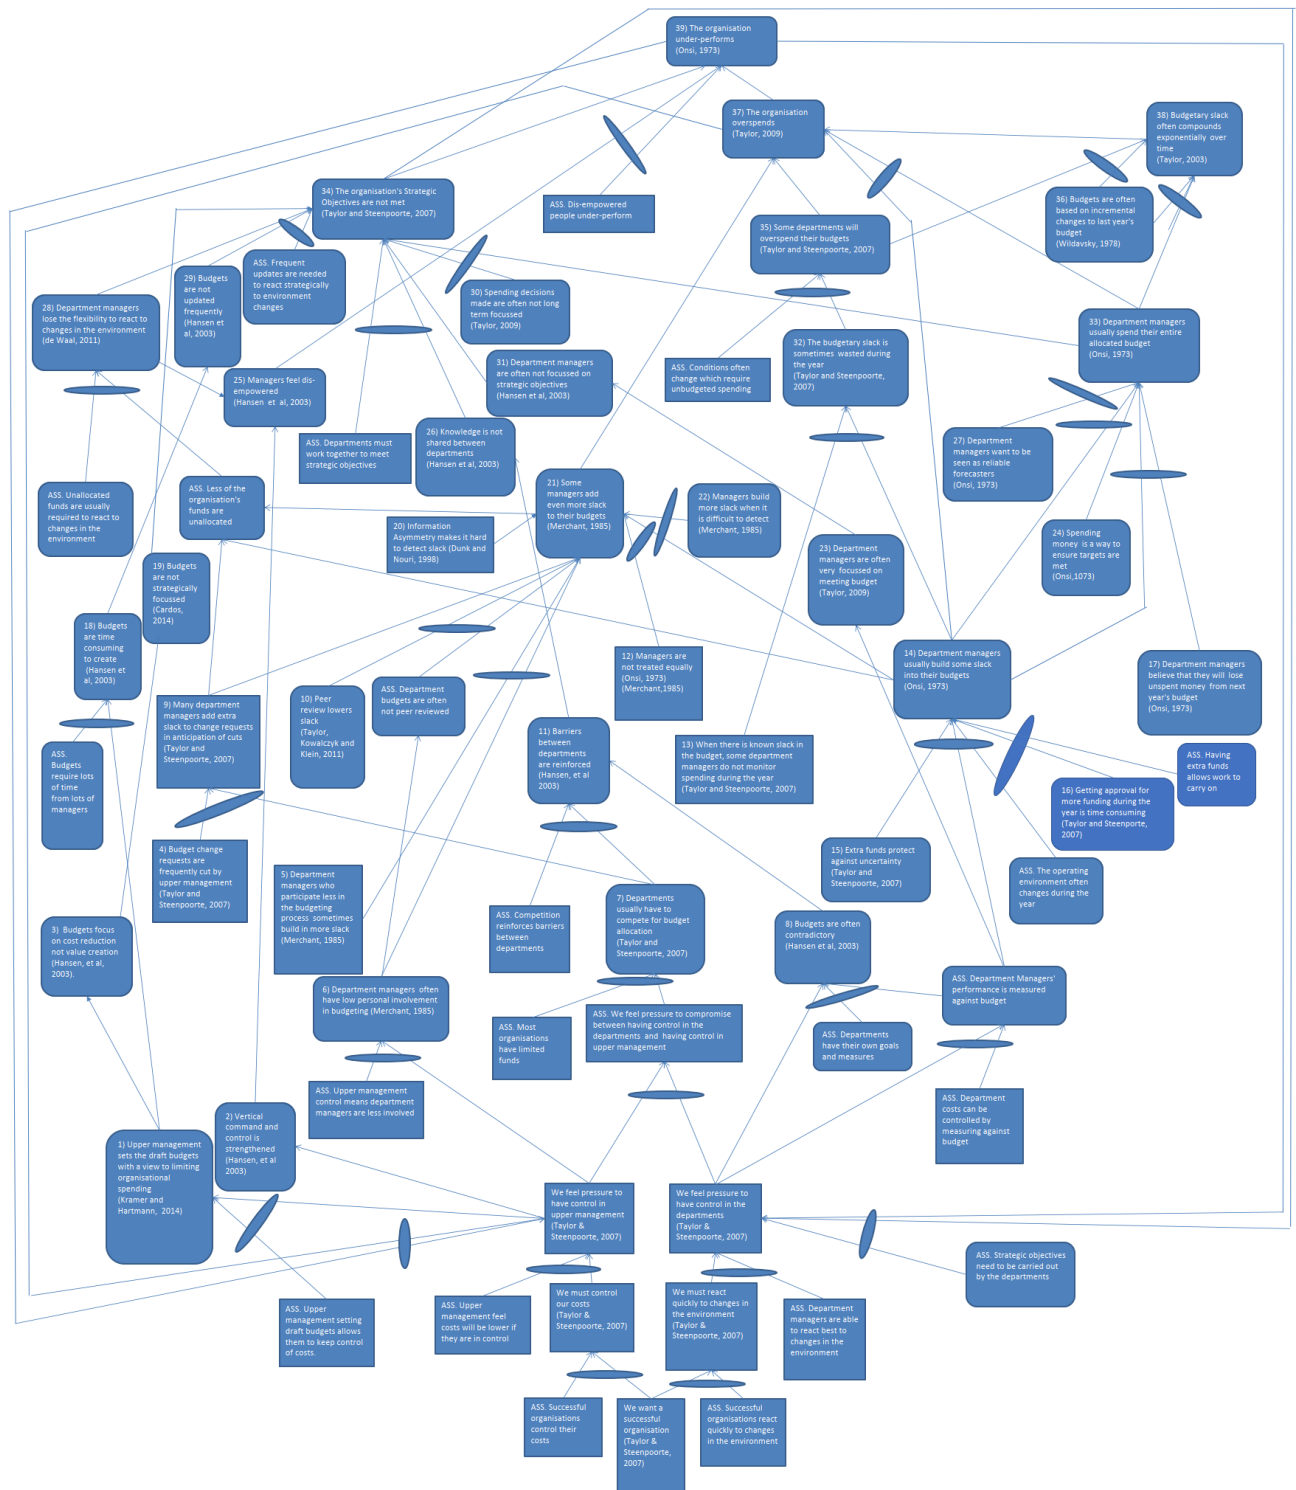 39) The organisation
under-performs
(Onsi, 1973)
37) The organisation
overspends
(Taylor, 2009)
38) Budgetary slack
often compounds
exponentially over
time
(Taylor, 2003)
34) The organisation's Strategic
Objectives are not met
(Taylor and Steenpoorte, 2007)
ASS. Dis-empowered
people under-perform
36) Budgets are often
based on incremental
changes to last year's
budget
(Wildavsky, 1978)
35) Some departments will
overspend their budgets
(Taylor and Steenpoorte, 2007)
ASS. Frequent
updates are needed
to react strategically
to environment
changes
29) Budgets
are not
updated
frequently
(Hansen et
al, 2003)
30) Spending decisions
made are often not long
term focussed
(Taylor, 2009)
28) Department managers
lose the flexibility to react to
changes in the environment
(de Waal, 2011)
33) Department managers
usually spend their entire
allocated budget
(Onsi, 1973)
32) The budgetary slack is
sometimes wasted during
the year
(Taylor and Steenpoorte,
2007)
31) Department managers
are often not focussed on
strategic objectives
(Hansen et al, 2003)
ASS. Conditions often
change which require
unbudgeted spending
25) Managers feel dis-
empowered
(Hansen et al, 2003)
26) Knowledge is not
shared between
departments
(Hansen et al, 2003)
27) Department
managers want to be
seen as reliable
forecasters
(Onsi, 1973)
ASS. Departments must
work together to meet
strategic objectives
21) Some
managers add
even more slack
to their budgets
(Merchant, 1985)
ASS. Less of the
organisation's
funds are
unallocated
ASS. Unallocated
funds are usually
required to react to
changes in the
environment
22) Managers build
more slack when it
is difficult to detect
(Merchant, 1985)
20) Information
Asymmetry makes it hard
to detect slack (Dunk and
Nouri, 1998)
24) Spending
money is a way to
ensure targets are
met
(Onsi,1073)
23) Department
managers are often
very focussed on
meeting budget
(Taylor, 2009)
19) Budgets
are not
strategically
focussed
(Cardos,
2014)
18) Budgets
are time
consuming
to create
(Hansen et
al, 2003)
12) Managers are
not treated equally
(Onsi, 1973)
(Merchant,1985)
14) Department managers
usually build some slack
into their budgets
(Onsi, 1973)
17) Department managers
believe that they will lose
unspent money from next
year's budget
(Onsi, 1973)
ASS. Department
budgets are often
not peer reviewed
10) Peer
review lowers
slack
(Taylor,
Kowalczyk and
Klein, 2011)
9) Many department
managers add extra
slack to change requests
in anticipation of cuts
(Taylor and
Steenpoorte, 2007)
11) Barriers
between
departments
are reinforced
(Hansen, et al
2003)
13) When there is known slack in
the budget, some department
managers do not monitor
spending during the year
(Taylor and Steenpoorte, 2007)
ASS. Having
extra funds
allows work to
carry on
ASS.
Budgets
require lots
of time
from lots of
managers
16) Getting approval for
more funding during the
year is time consuming
(Taylor and Steenporte,
2007)
4) Budget change
requests are
frequently cut by
upper management
(Taylor and
Steenpoorte, 2007)
15) Extra funds protect
against uncertainty
(Taylor and
Steenpoorte, 2007)
ASS. The operating
environment often
changes during the
year
5) Department
managers who
participate less in
the budgeting
process sometimes
build in more slack
(Merchant, 1985)
7) Departments
usually have to
compete for budget
allocation
(Taylor and
Steenpoorte, 2007)
ASS. Competition
reinforces barriers
between
departments
8) Budgets are often
contradictory
(Hansen et al, 2003)
3) Budgets focus
on cost reduction
not value creation
(Hansen, et al,
2003).
ASS. Department Managers'
performance is measured
against budget
6) Department managers often
have low personal involvement
in budgeting (Merchant, 1985)
ASS. We feel pressure to compromise
between having control in the
departments and having control in
upper management
ASS. Most
organisations
have limited
funds
ASS. Departments
have their own goals
and measures
ASS. Upper management
control means department
managers are less involved
ASS. Department
costs can be
controlled by
measuring against
budget
2) Vertical
command and
control is
strengthened
(Hansen, et al
2003)
1) Upper management
sets the draft budgets
with a view to limiting
organisational
spending
(Kramer and
Hartmann, 2014)
We feel pressure to
have control in
upper management
(Taylor &
Steenpoorte, 2007)
We feel pressure to
have control in the
departments
(Taylor &
Steenpoorte, 2007)
ASS. Strategic objectives
need to be carried out
by the departments
ASS. Upper
management setting
draft budgets allows
them to keep control
of costs.
ASS. Upper
management feel
costs will be lower if
they are in control
We must control
our costs
(Taylor &
Steenpoorte, 2007)
We must react
quickly to changes in
the environment
(Taylor &
Steenpoorte, 2007)
ASS. Department
managers are able
to react best to
changes in the
environment
ASS. Successful
organisations
control their
costs
We want a
successful
organisation
(Taylor &
Steenpoorte,
2007)
ASS. Successful
organisations react
quickly to changes
in the environment